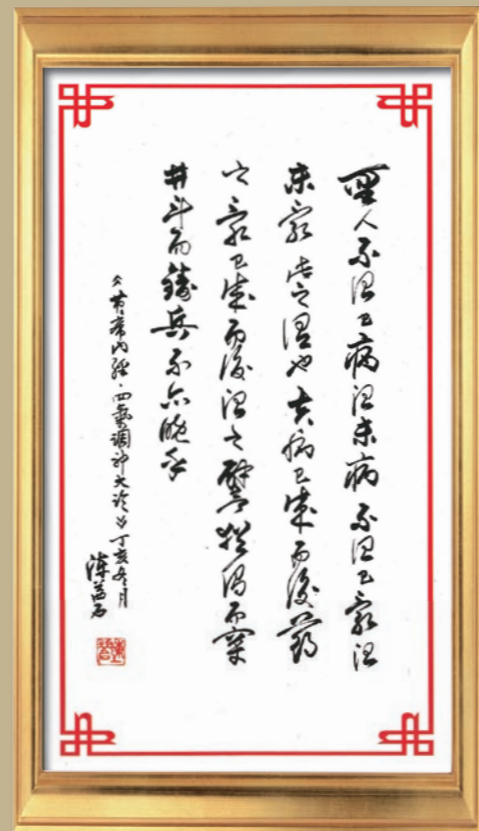 聖人不治已病治未病不治已亂治
未亂此之謂也夫病已成而後藥
之亂已成而後治之譬猶渴而穿
井斗而鑄兵不亦晚乎
《黄帝内經·四氣調神大論》丁亥冬月